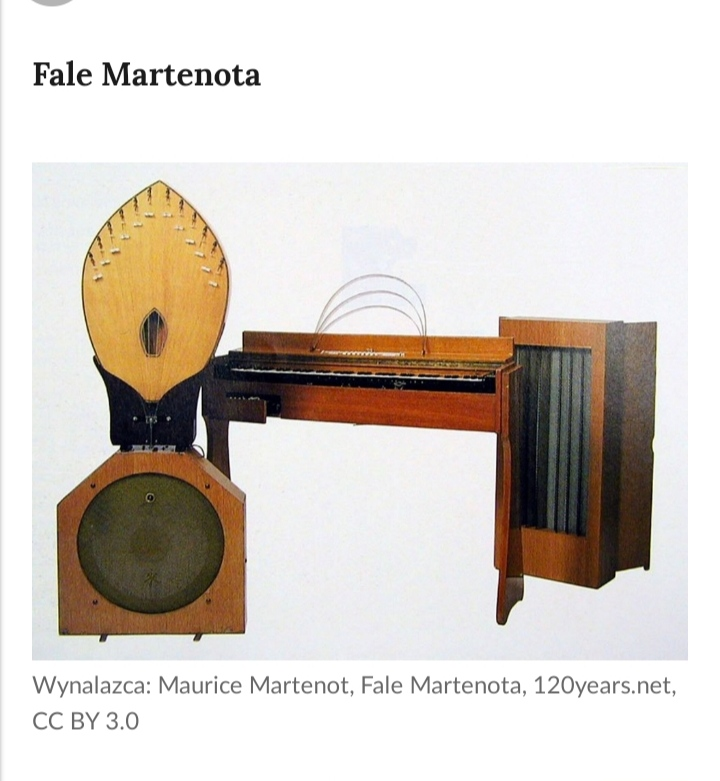 Fale Martenota
Wynalazca: Maurice Martenot, Fale Martenota, 120years.net,
CC BY 3.0